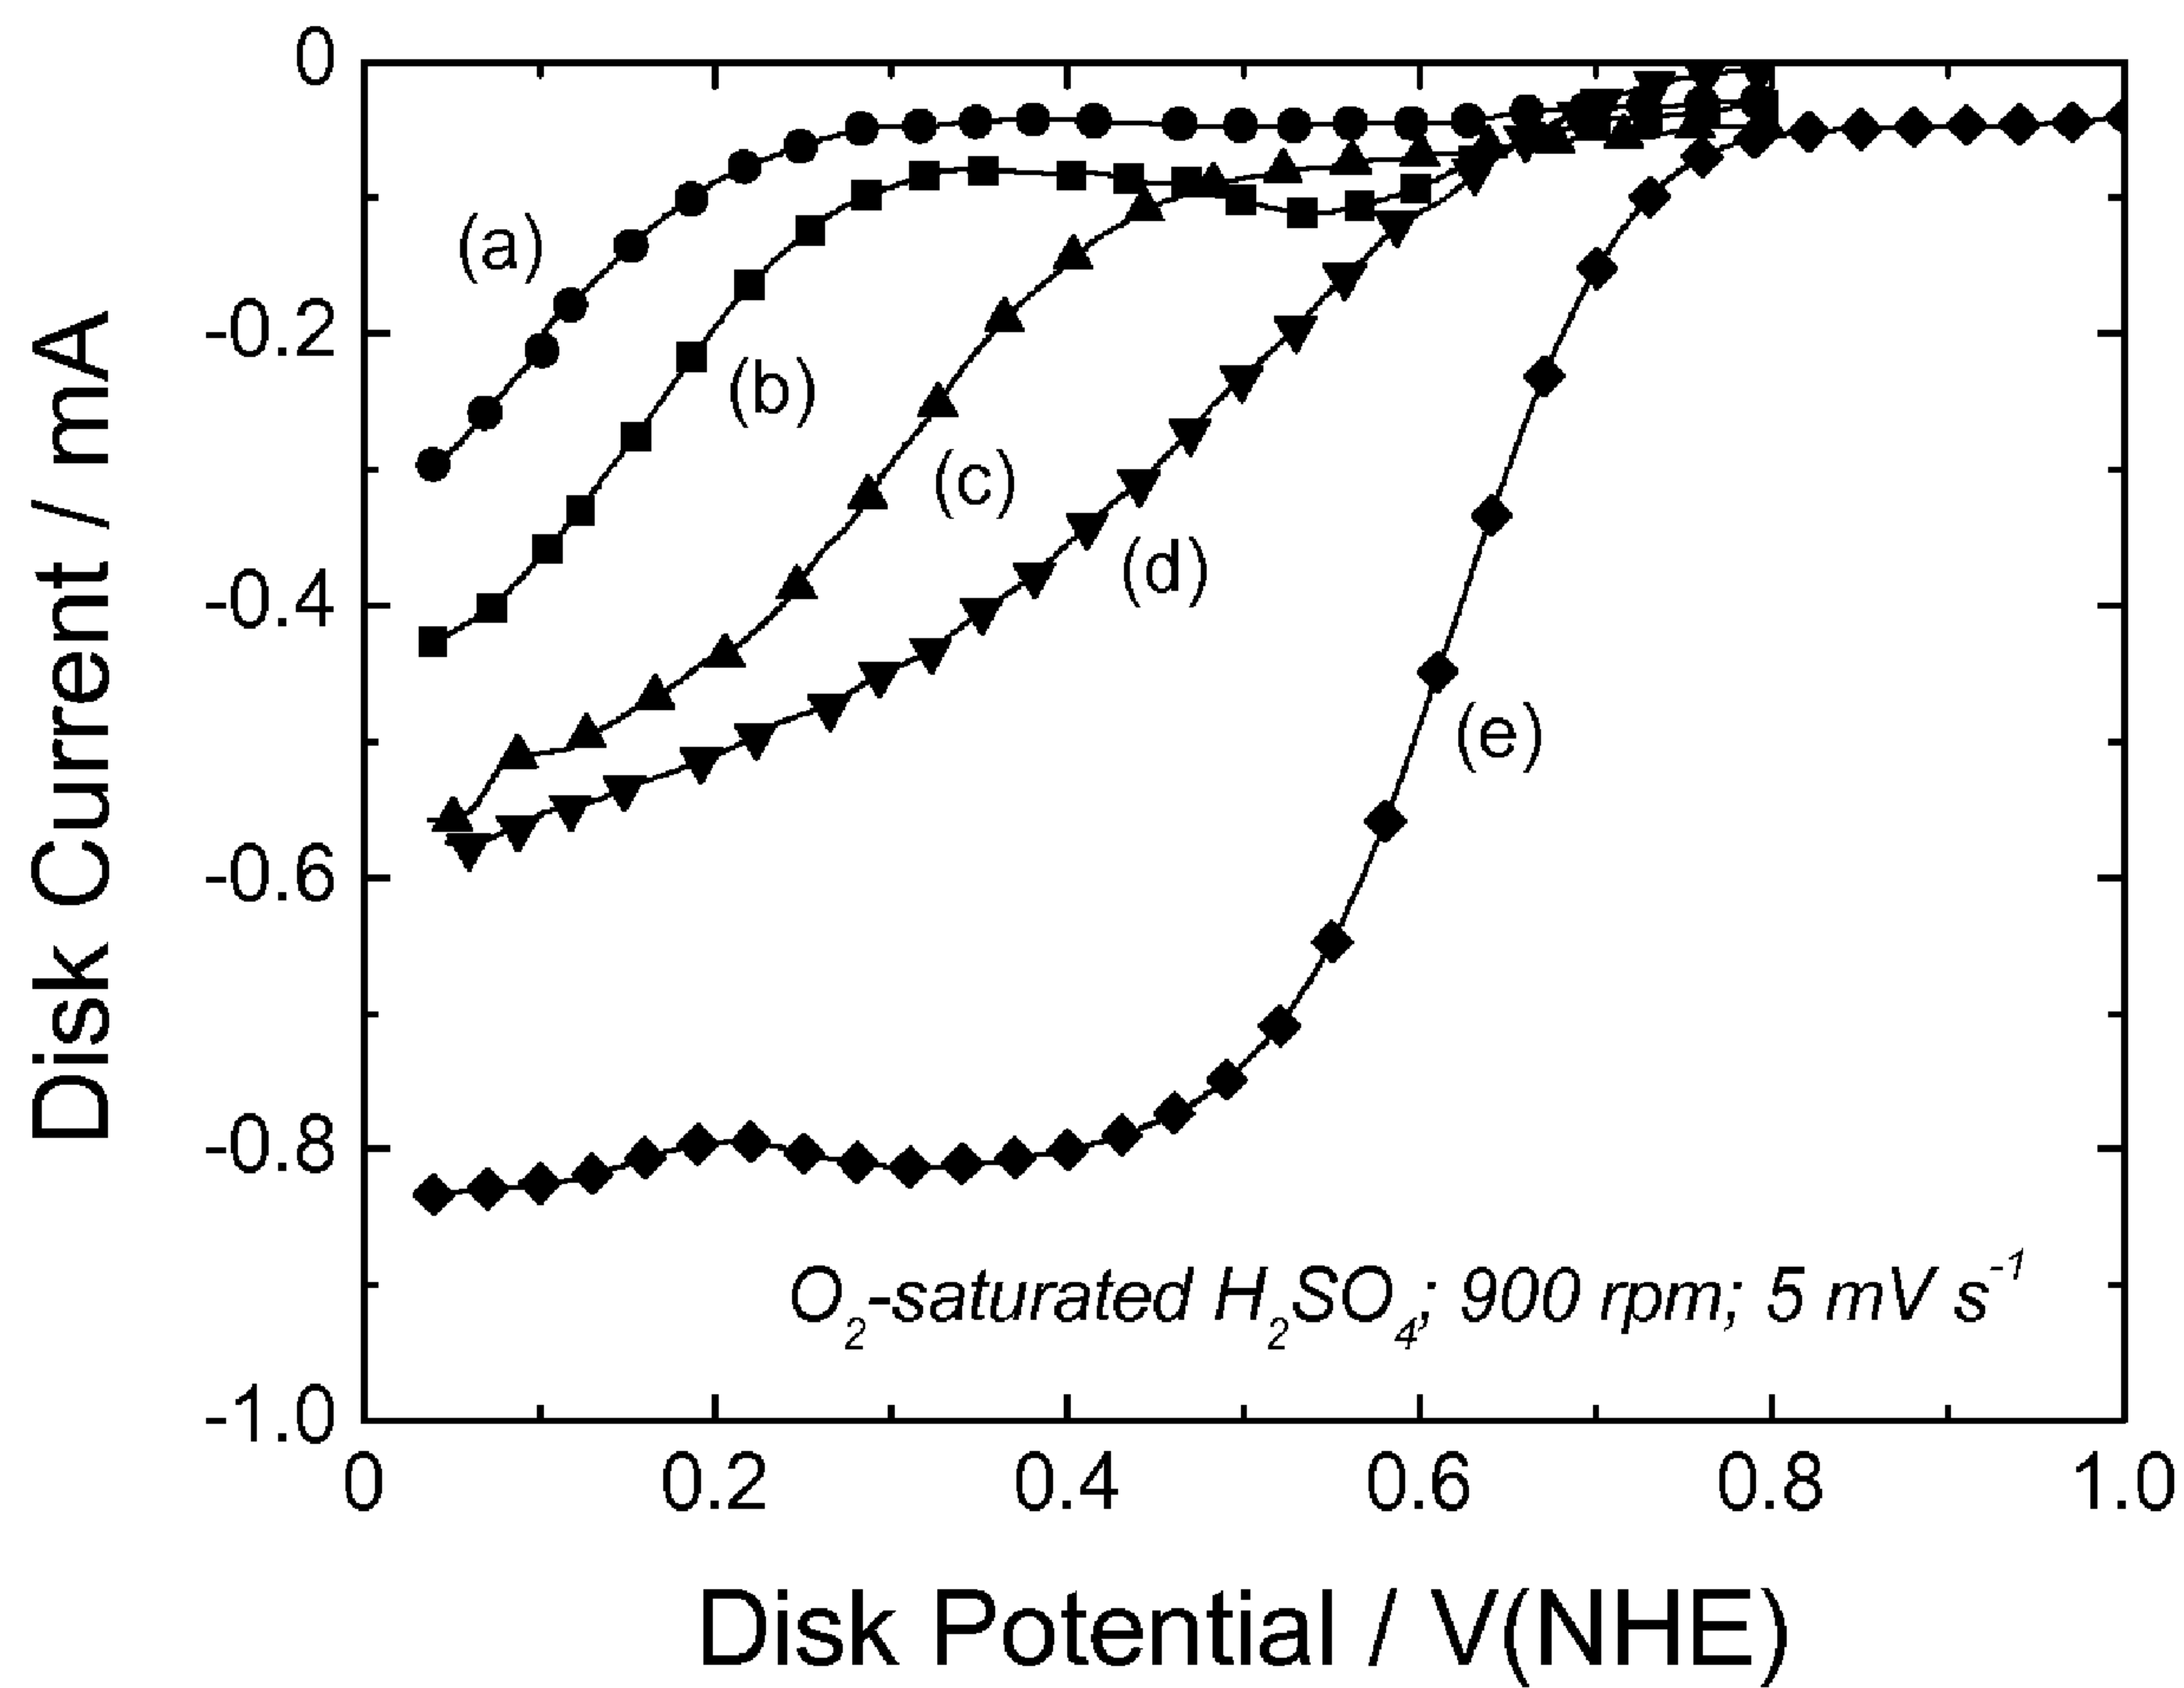 0
-0.2
-0.4
-0.6
-0.8
-1.0
Disk Current / mA
(a)
(b)
(c)
(d)
(e)
O2-saturated H2SO4; 900 rpm; 5 mV s-1
0 0.2 0.4 0.6 0.8 1.0
Disk Potential / V(NHE)